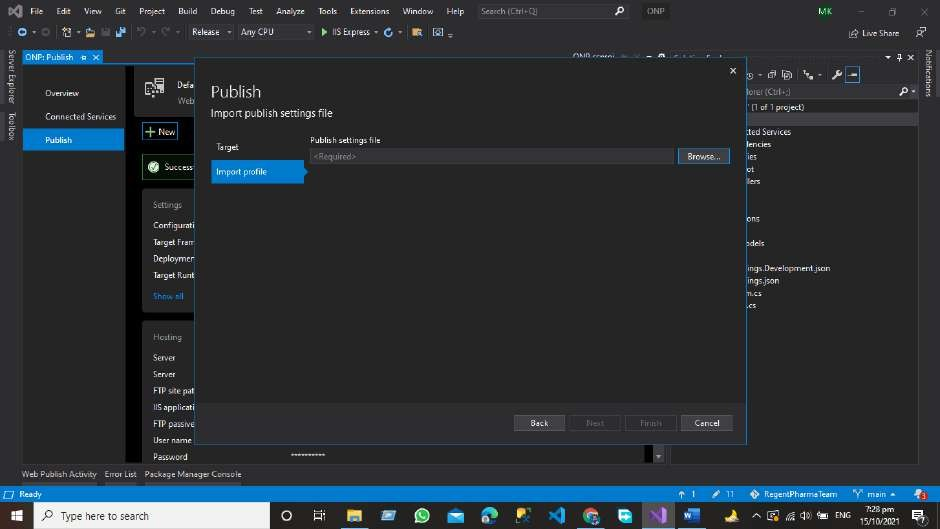 File Edit View Git Project Build Debug Test Analyze Tools Extensions Window Help Search (Ctrl+Q) ONP MK
Release Any CPU IIS Express Live Share
Server Explorer
Toolbox
Notifications
ONP: Publish
Overview
Connected Services
Publish
Defa
Web
New
Success
Settings
Configurati
Target Fram
Deploymen
Target Runt
Show all
Hosting
Server
Server
FTP site pat
IIS applicati
FTP passive
User name
Password **********
Publish
Import publish settings file
Target
Import profile
Publish settings file
<Required>
Browse...
Back Next Finish Cancel
lorer (Ctrl+;)
' (1 of 1 project)
cted Services
dencies
ies
ot
llers
ons
odels
ings.Development.json
ings.json
m.cs
.cs
Web Publish Activity Error List Package Manager Console
Ready 1 11 RegentPharmaTeam main 3
Type here to search
ENG
7:28 pm
15/10/2021
7